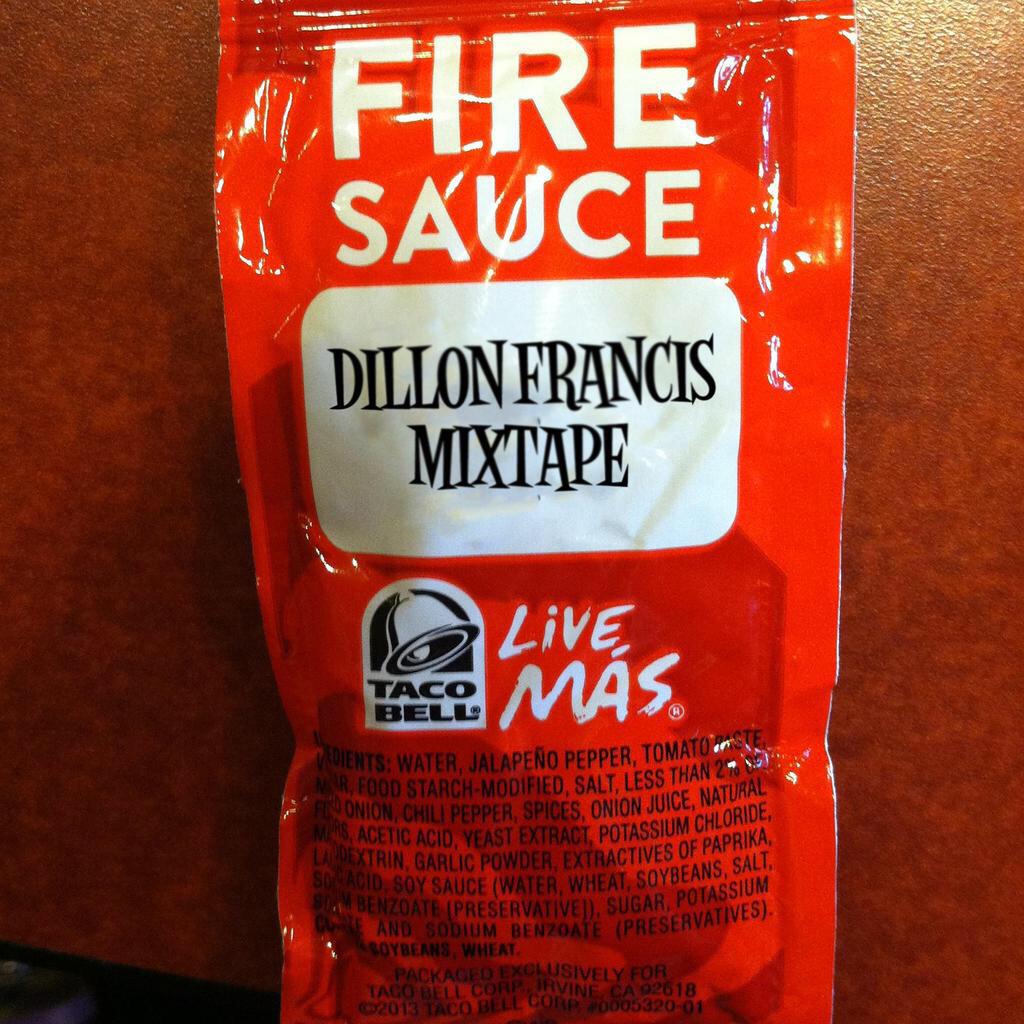 FIRE
SAUCE
DILLON FRANCIS
MIXTAPE
LIVE
MÁS®
TACO
BELL®
WATER, JALAPEÑO PEPPER, TOMATO PASTE,
FOOD STARCH-MODIFIED, SALT, LESS THAN 2% OF
ONION, CHILI PEPPER, SPICES, ONION JUICE, NATURAL
ACETIC ACID, YEAST EXTRACT, POTASSIUM CHLORIDE,
GARLIC POWDER, EXTRACTIVES OF PAPRIKA,
ACID, SOY SAUCE (WATER, WHEAT, SOYBEANS, SALT,
BENZOATE [PRESERVATIVE]), SUGAR, POTASSIUM
AND SODIUM BENZOATE (PRESERVATIVES).
SOYBEANS, WHEAT.
PACKAGED EXCLUSIVELY FOR
TACO BELL CORP., IRVINE, CA 92618
©2013 TACO BELL CORP. #0005320-01